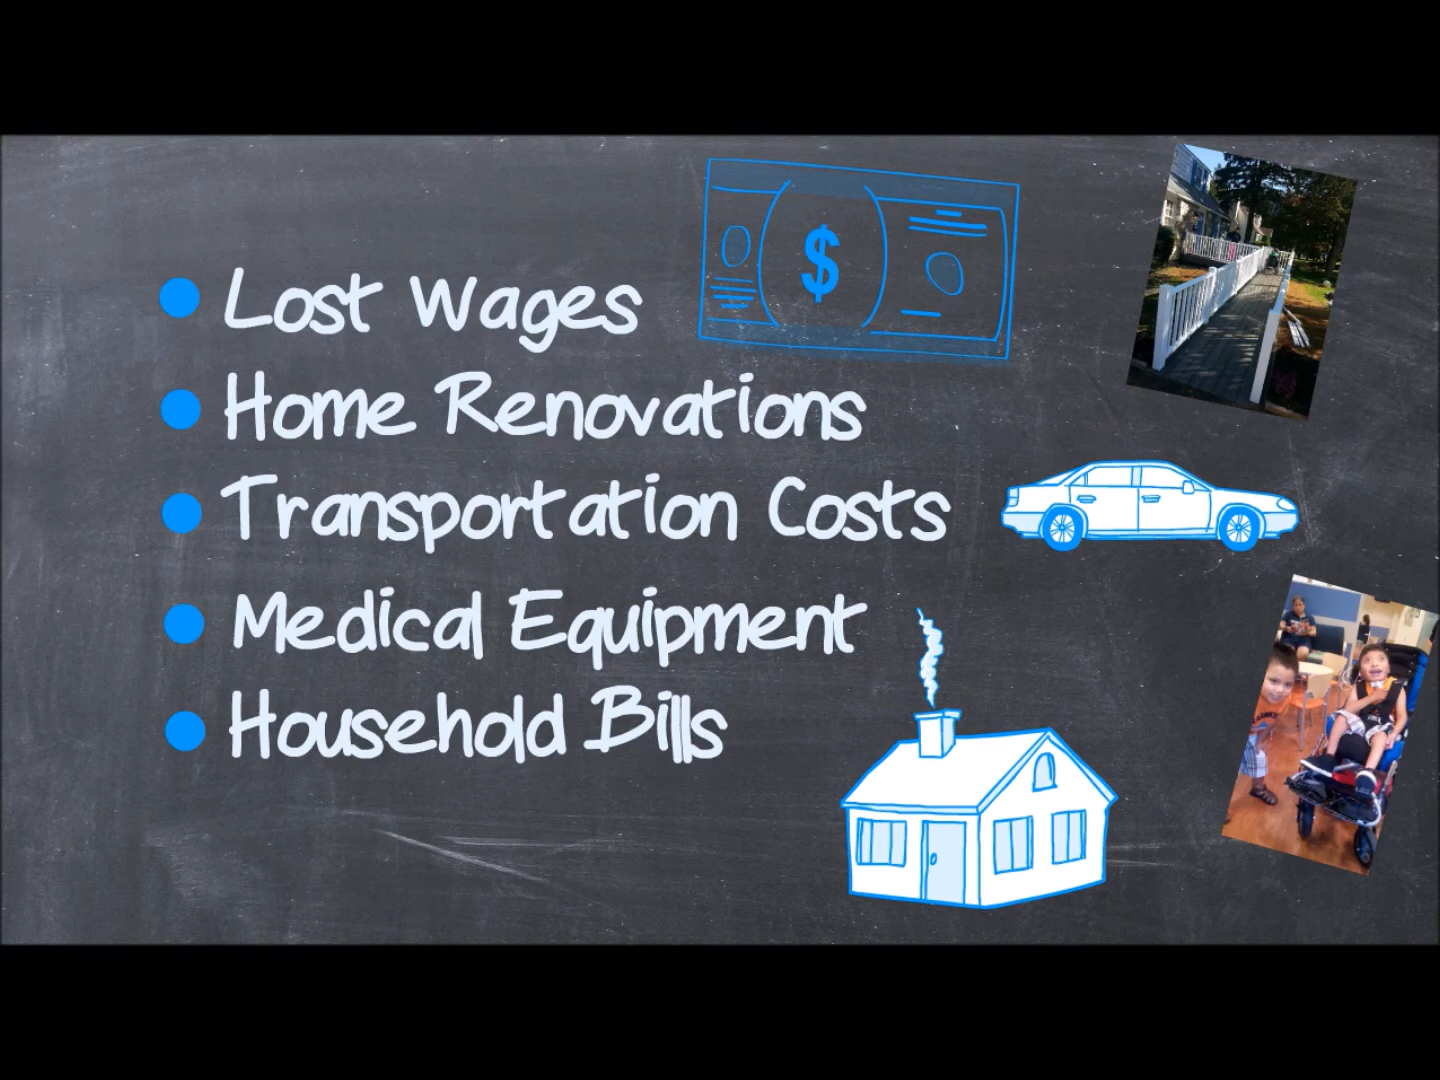 Lost Wages
$
Home Renovations
Transportation Costs
Medical Equipment
Household Bills